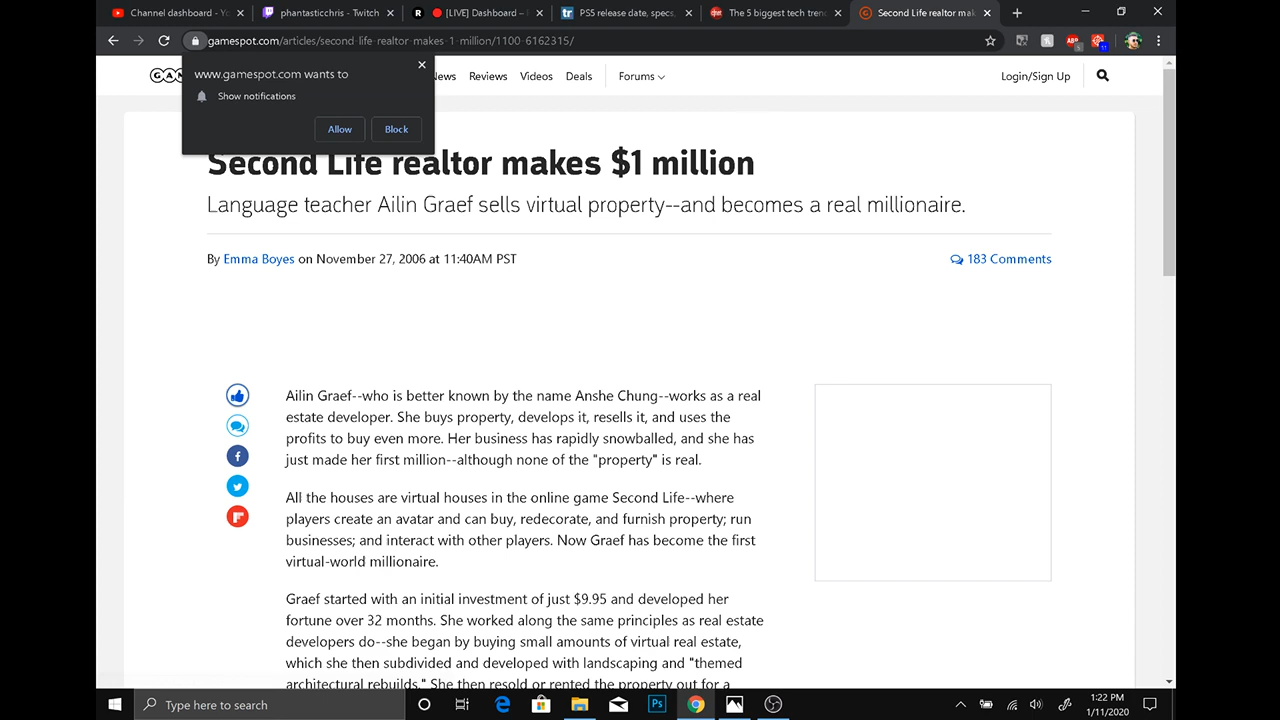 Channel dashboard - Yo
phantasticchris - Twitch
[LIVE] Dashboard –
PS5 release date, specs,
The 5 biggest tech trend
Second Life realtor mak
gamespot.com/articles/second-life-realtor-makes-1-million/1100-6162315/
www.gamespot.com wants to
Show notifications
Allow
Block
News
Reviews
Videos
Deals
Forums
Login/Sign Up
Second Life realtor makes $1 million
Language teacher Ailin Graef sells virtual property--and becomes a real millionaire.
By Emma Boyes on November 27, 2006 at 11:40AM PST
183 Comments
Ailin Graef--who is better known by the name Anshe Chung--works as a real
estate developer. She buys property, develops it, resells it, and uses the
profits to buy even more. Her business has rapidly snowballed, and she has
just made her first million--although none of the "property" is real.
All the houses are virtual houses in the online game Second Life--where
players create an avatar and can buy, redecorate, and furnish property; run
businesses; and interact with other players. Now Graef has become the first
virtual-world millionaire.
Graef started with an initial investment of just $9.95 and developed her
fortune over 32 months. She worked along the same principles as real estate
developers do--she began by buying small amounts of virtual real estate,
which she then subdivided and developed with landscaping and "themed
architectural rebuilds." She then resold or rented the property out for a
Type here to search
1:22 PM
1/11/2020